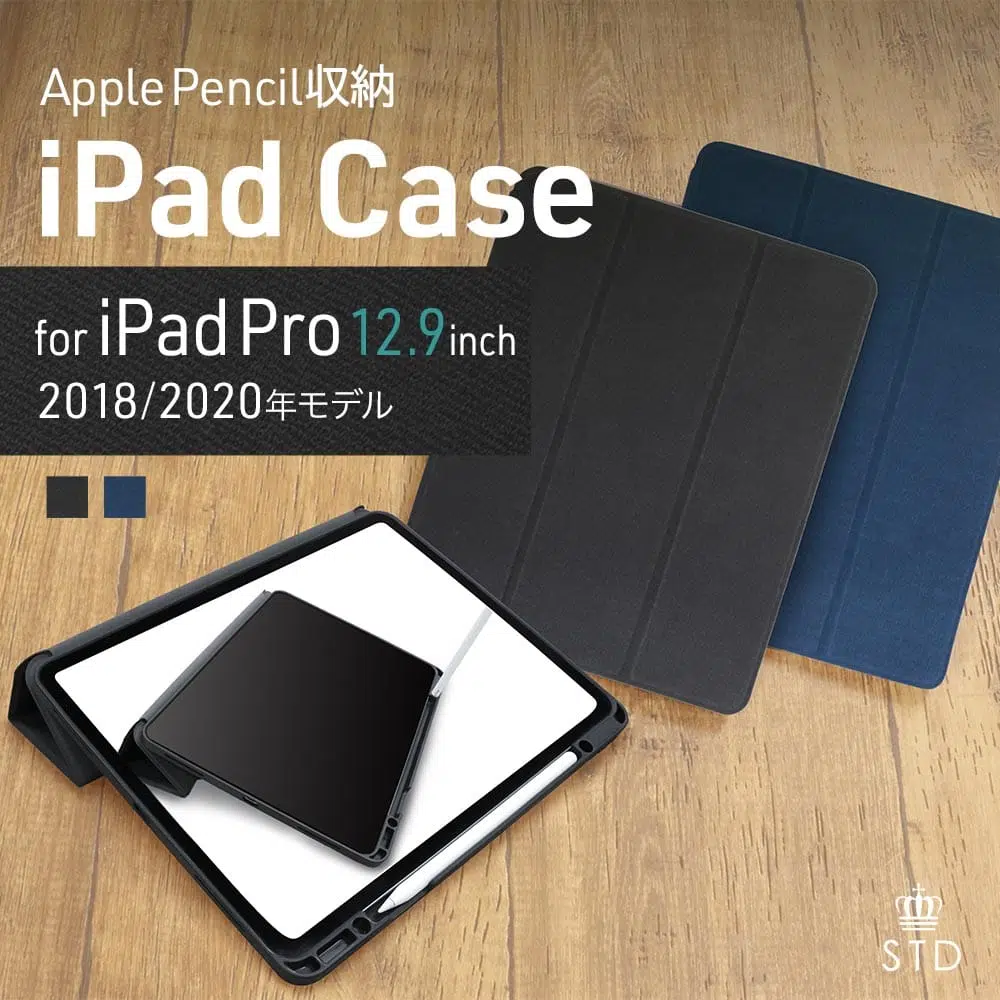 Apple Pencil収納
iPad Case
for iPad Pro 12.9 inch
2018/2020年モデル
STD